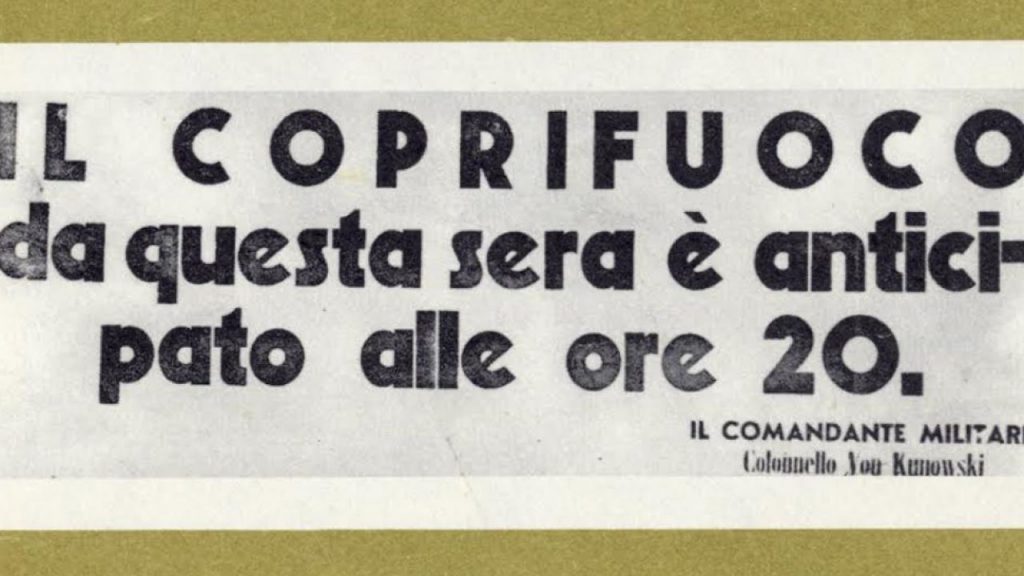 IL COPRIFUOCO
da questa sera è antici-
pato alle ore 20.
IL COMANDANTE MILITARE
Colonnello Von Kunowski